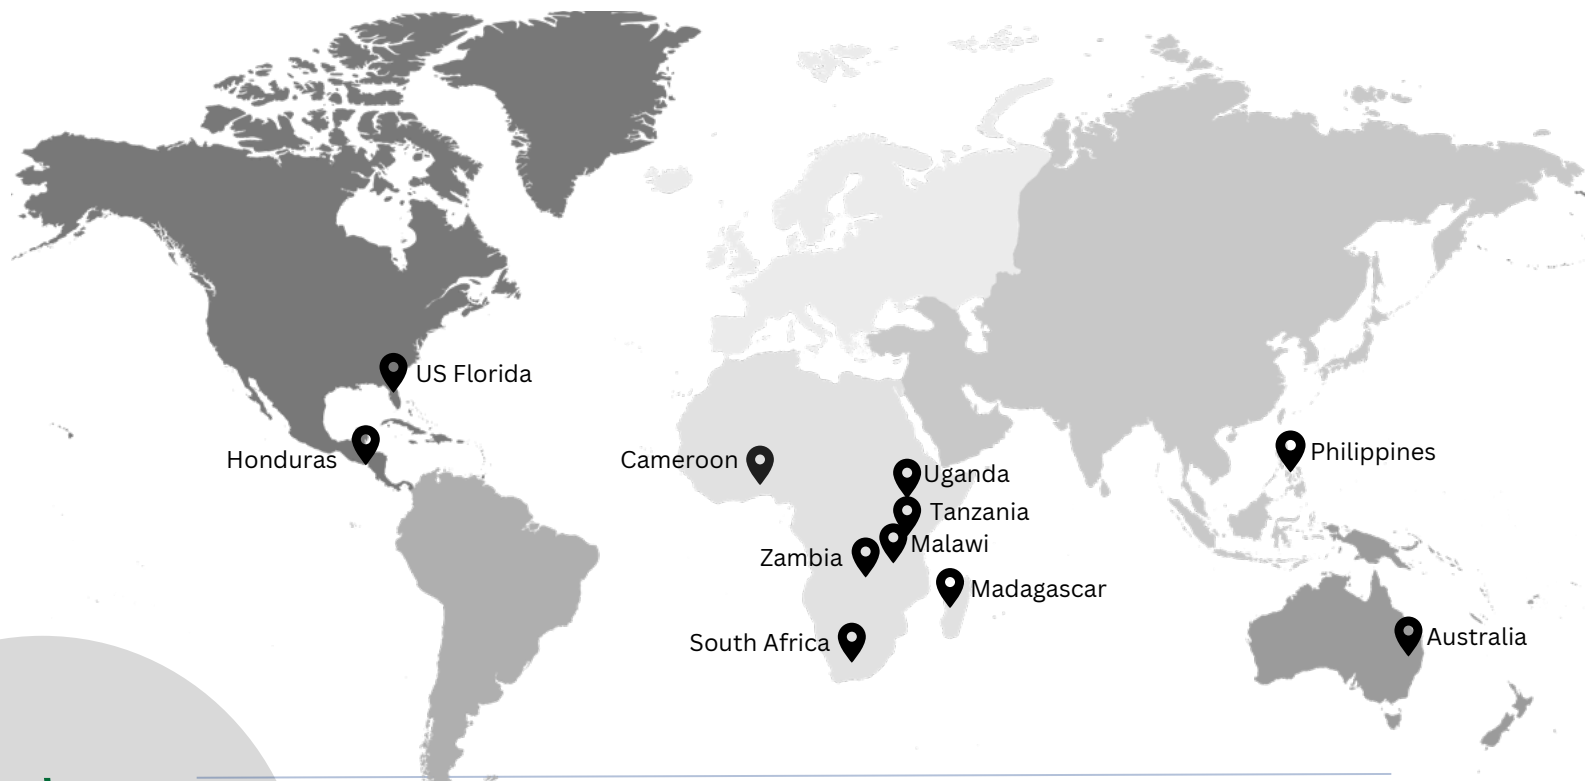 US Florida
Honduras
Cameroon
Uganda
Philippines
Tanzania
Malawi
Zambia
Madagascar
South Africa
Australia